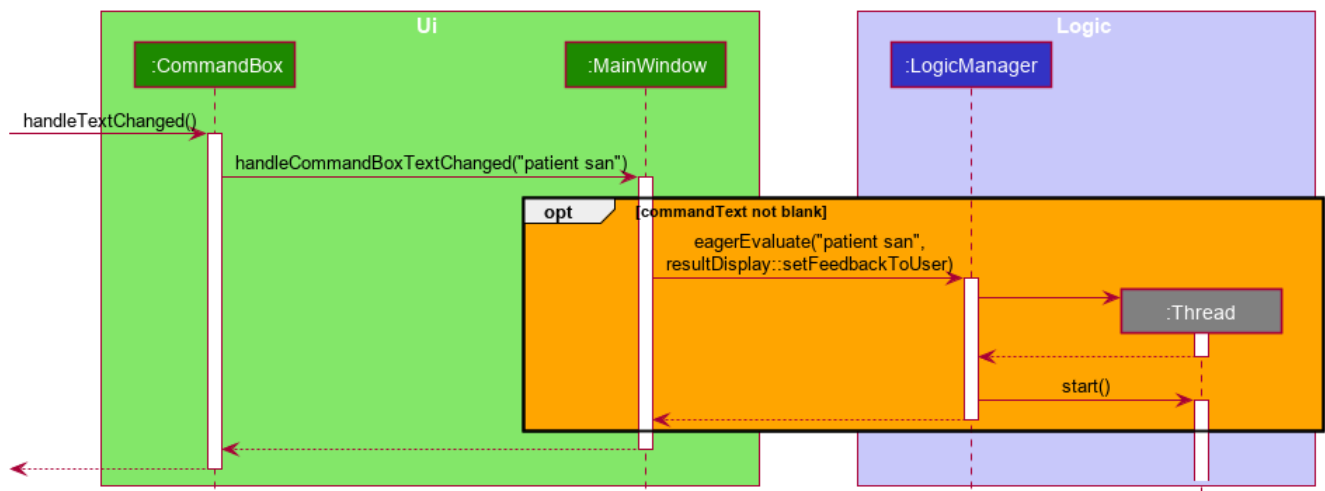 Ui
Logic
:CommandBox
:MainWindow
:LogicManager
handleTextChanged()
handleCommandBoxTextChanged("patient san")
opt
[commandText not blank]
eagerEvaluate("patient san",
resultDisplay::setFeedbackToUser)
:Thread
start()